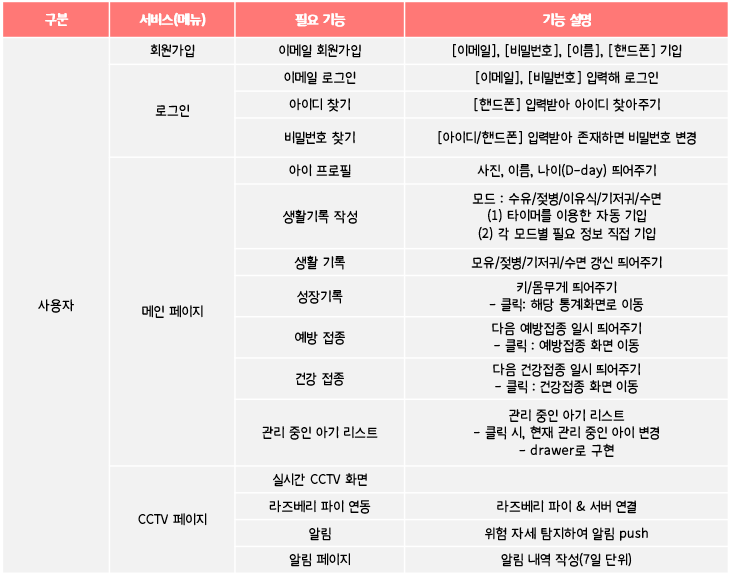 구분 서비스(메뉴) 필요 기능 기능 설명
사용자
회원가입 이메일 회원가입 [이메일], [비밀번호], [이름], [핸드폰] 기입
로그인
이메일 로그인 [이메일], [비밀번호] 입력해 로그인
아이디 찾기 [핸드폰] 입력받아 아이디 찾아주기
비밀번호 찾기 [아이디/핸드폰] 입력받아 존재하면 비밀번호 변경
메인 페이지
아이 프로필 사진, 이름, 나이(D-day) 띄어주기
생활기록 작성 모드 : 수유/젖병/이유식/기저귀/수면
(1) 타이머를 이용한 자동 기입
(2) 각 모드별 필요 정보 직접 기입
생활 기록 모유/젖병/기저귀/수면 갱신 띄어주기
성장기록 키/몸무게 띄어주기
- 클릭: 해당 통계화면로 이동
예방 접종 다음 예방접종 일시 띄어주기
- 클릭 : 예방접종 화면 이동
건강 접종 다음 건강접종 일시 띄어주기
- 클릭 : 건강접종 화면 이동
관리 중인 아기 리스트 관리 중인 아기 리스트
- 클릭 시, 현재 관리 중인 아이 변경
- drawer로 구현
CCTV 페이지
실시간 CCTV 화면
라즈베리 파이 연동 라즈베리 파이 & 서버 연결
알림 위험 자세 탐지하여 알림 push
알림 페이지 알림 내역 작성(7일 단위)